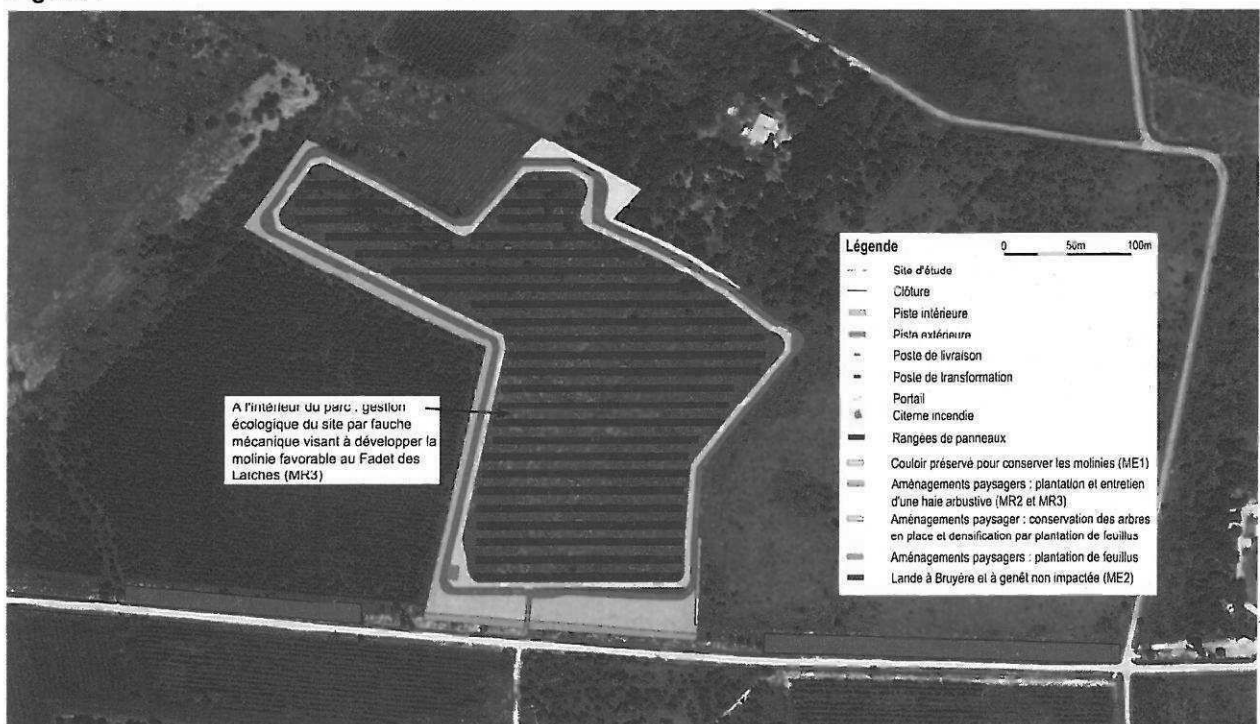 Légende
0 50m 100m
Site d'étude
Clôture
Piste intérieure
Piste extérieure
Poste de livraison
Poste de transformation
Portail
Citerne incendie
Rangées de panneaux
Couloir préservé pour conserver les molinies (ME1)
Aménagements paysagers : plantation et entretien
d'une haie arbustive (MR2 et MR3)
Aménagements paysager : conservation des arbres
en place et densification par plantation de feuillus
Aménagements paysagers : plantation de feuillus
Lande à Bruyère et à genêt non impactée (ME2)
A l'intérieur du parc : gestion
écologique du site par fauche
mécanique visant à développer la
molinie favorable au Fadet des
Laîches (MR3)